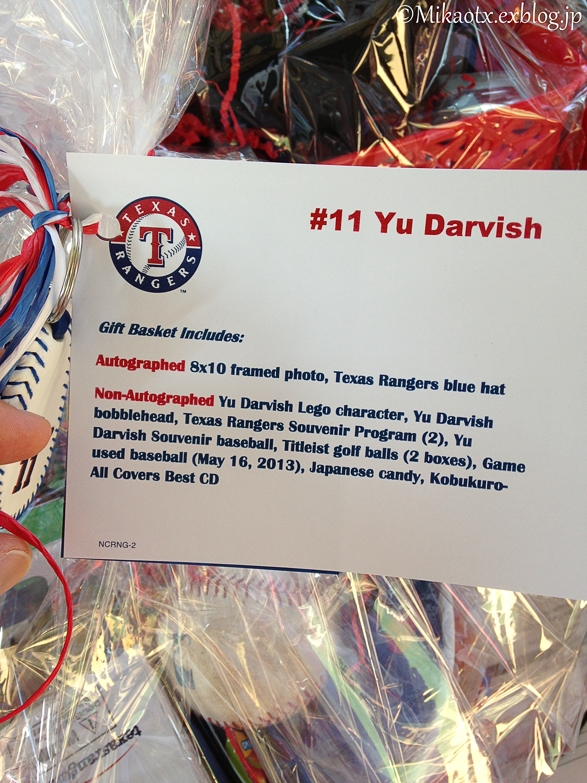 ©Mikaotx.exblog.jp
TEXAS
T
RANGERS
TM
#11 Yu Darvish
Gift Basket Includes:
Autographed 8x10 framed photo, Texas Rangers blue hat
Non-Autographed Yu Darvish Lego character, Yu Darvish
bobblehead, Texas Rangers Souvenir Program (2), Yu
Darvish Souvenir baseball, Titleist golf balls (2 boxes), Game
used baseball (May 16, 2013), Japanese candy, Kobukuro-
All Covers Best CD
11
NCRNG-2